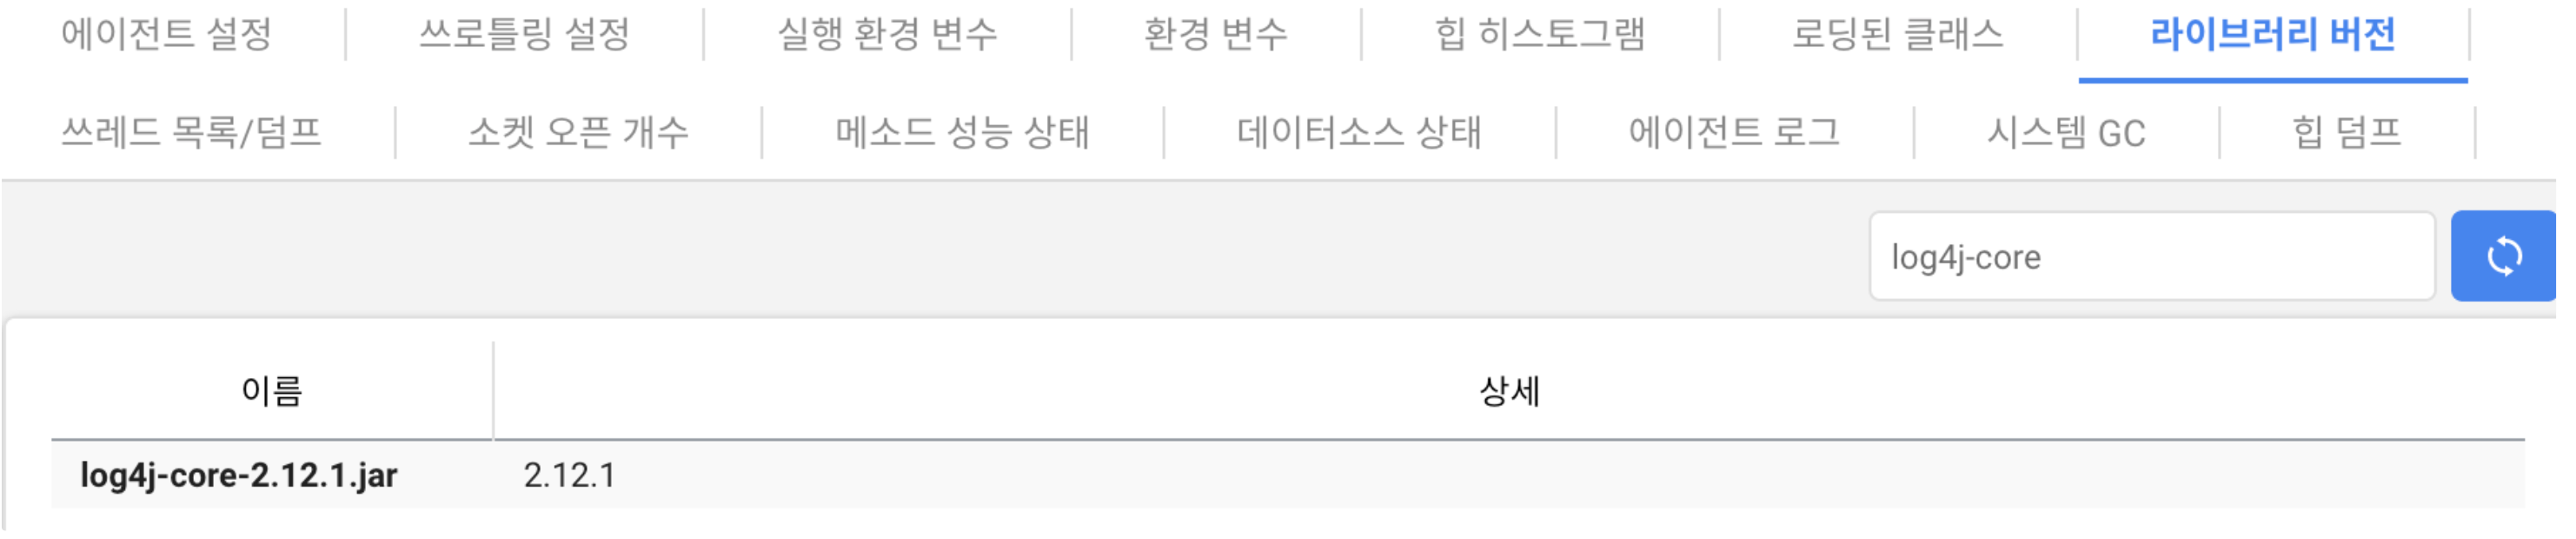 에이전트 설정 쓰로틀링 설정 실행 환경 변수 환경 변수 힙 히스토그램 로딩된 클래스 라이브러리 버전
쓰레드 목록/덤프 소켓 오픈 개수 메소드 성능 상태 데이터소스 상태 에이전트 로그 시스템 GC 힙 덤프
log4j-core
이름 상세
log4j-core-2.12.1.jar 2.12.1